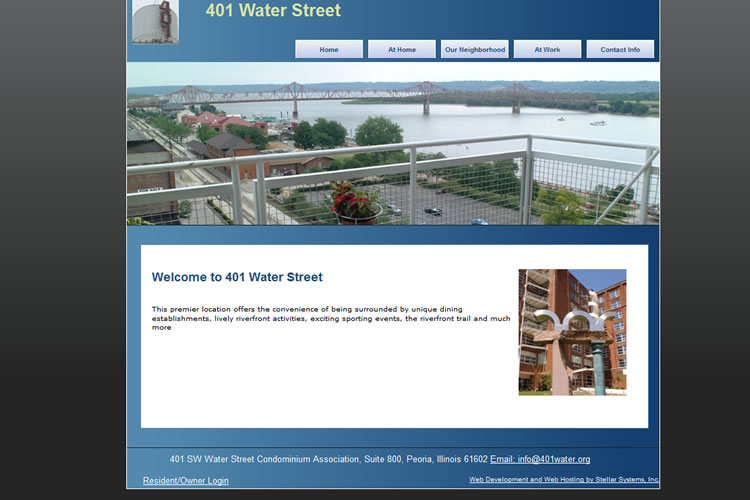 401 Water Street
Home
At Home
Our Neighborhood
At Work
Contact Info
Welcome to 401 Water Street
This premier location offers the convenience of being surrounded by unique dining
establishments, lively riverfront activities, exciting sporting events, the riverfront trail and much
more
401 SW Water Street Condominium Association, Suite 800, Peoria, Illinois 61602 Email: info@401water.org
Resident/Owner Login
Web Development and Web Hosting by Stellar Systems, Inc.